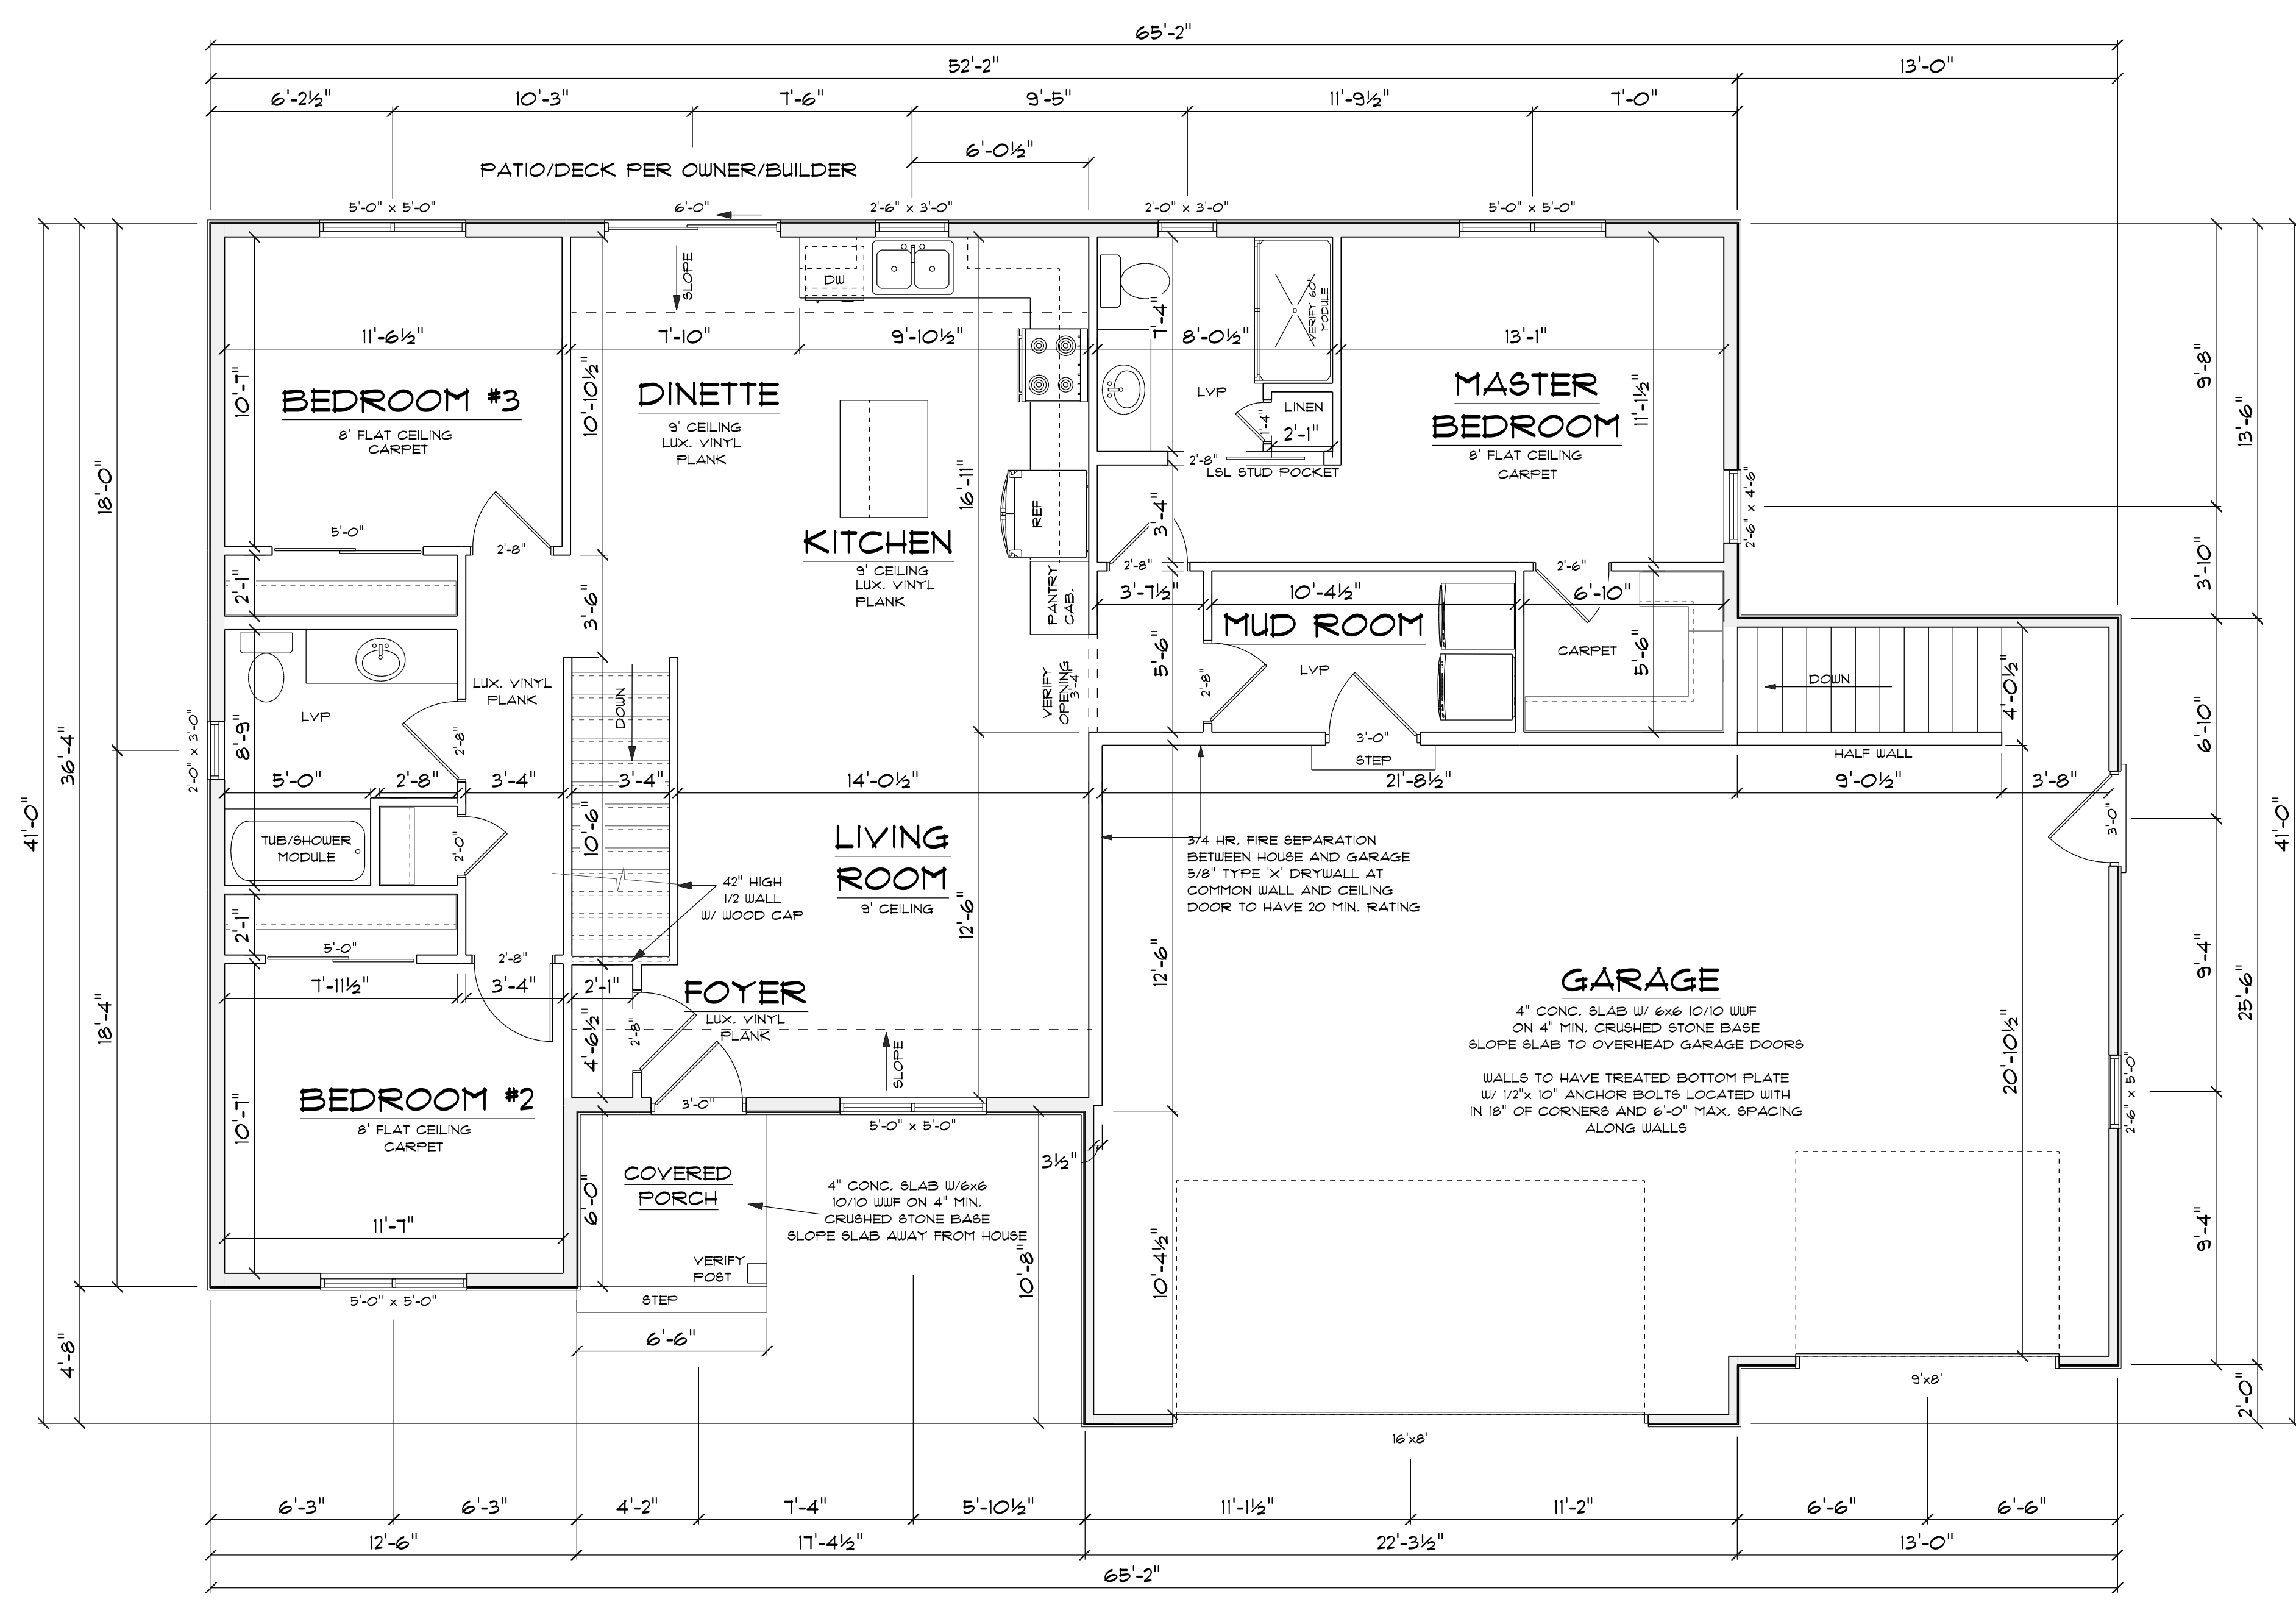 65'-2"
52'-2" 13'-0"
6'-2½" 10'-3" 7'-6" 9'-5" 11'-9½" 7'-0"
6'-0½"
PATIO/DECK PER OWNER/BUILDER
5'-0" x 5'-0" 6'-0" 2'-6" x 3'-0" 2'-0" x 3'-0" 5'-0" x 5'-0"
SLOPE
DW
VERIFY 60"
MODULE
7'-4"
11'-6½" 7'-10" 9'-10½" 8'-0½" 13'-1"
10'-7"
10'-10½"
BEDROOM #3
8' FLAT CEILING
CARPET
DINETTE
9' CEILING
LUX. VINYL
PLANK
LVP
LINEN
1'-4"
2'-1"
2'-8"
LSL STUD POCKET
MASTER
BEDROOM
8' FLAT CEILING
CARPET
11'-1½"
9'-8"
13'-6"
2'-6" x 4'-6"
18'-0"
16'-11"
REF
3'-4"
5'-0"
2'-8"
KITCHEN
9' CEILING
LUX. VINYL
PLANK
2'-8"
2'-6"
3'-10"
2'-1"
3'-6"
PANTRY
CAB.
3'-7½" 10'-4½" 6'-10"
MUD ROOM
LVP
CARPET
5'-6"
5'-6"
2'-8"
DOWN
4'-0½"
6'-10"
LUX. VINYL
PLANK
LVP
DOWN
VERIFY
OPENING
3'-4"
3'-0"
STEP
HALF WALL
36'-4"
2'-0" x 3'-0"
8'-9"
2'-8"
5'-0" 2'-8" 3'-4" 3'-4" 14'-0½" 21'-8½" 9'-0½" 3'-8"
41'-0"
41'-0"
3'-0"
TUB/SHOWER
MODULE
2'-0"
10'-6"
LIVING
ROOM
9' CEILING
3/4 HR. FIRE SEPARATION
BETWEEN HOUSE AND GARAGE
5/8" TYPE 'X' DRYWALL AT
COMMON WALL AND CEILING
DOOR TO HAVE 20 MIN. RATING
42" HIGH
1/2 WALL
W/ WOOD CAP
2'-1"
5'-0"
2'-8"
12'-6"
12'-6"
9'-4"
25'-6"
7'-11½" 3'-4" 2'-1"
FOYER
LUX. VINYL
PLANK
2'-8"
4'-6½"
SLOPE
GARAGE
4" CONC. SLAB W/ 6x6 10/10 WWF
ON 4" MIN. CRUSHED STONE BASE
SLOPE SLAB TO OVERHEAD GARAGE DOORS
WALLS TO HAVE TREATED BOTTOM PLATE
W/ 1/2"x 10" ANCHOR BOLTS LOCATED WITH
IN 18" OF CORNERS AND 6'-0" MAX. SPACING
ALONG WALLS
20'-10½"
2'-6" x 5'-0"
18'-4"
BEDROOM #2
8' FLAT CEILING
CARPET
10'-7"
3'-0"
5'-0" x 5'-0"
3½"
COVERED
PORCH
4" CONC. SLAB W/6x6
10/10 WWF ON 4" MIN.
CRUSHED STONE BASE
SLOPE SLAB AWAY FROM HOUSE
6'-0"
11'-7"
10'-8"
10'-4½"
9'-4"
VERIFY
POST
STEP
5'-0" x 5'-0"
6'-6"
4'-8"
9'x8'
2'-0"
16'x8'
6'-3" 6'-3" 4'-2" 7'-4" 5'-10½" 11'-1½" 11'-2" 6'-6" 6'-6"
12'-6" 17'-4½" 22'-3½" 13'-0"
65'-2"